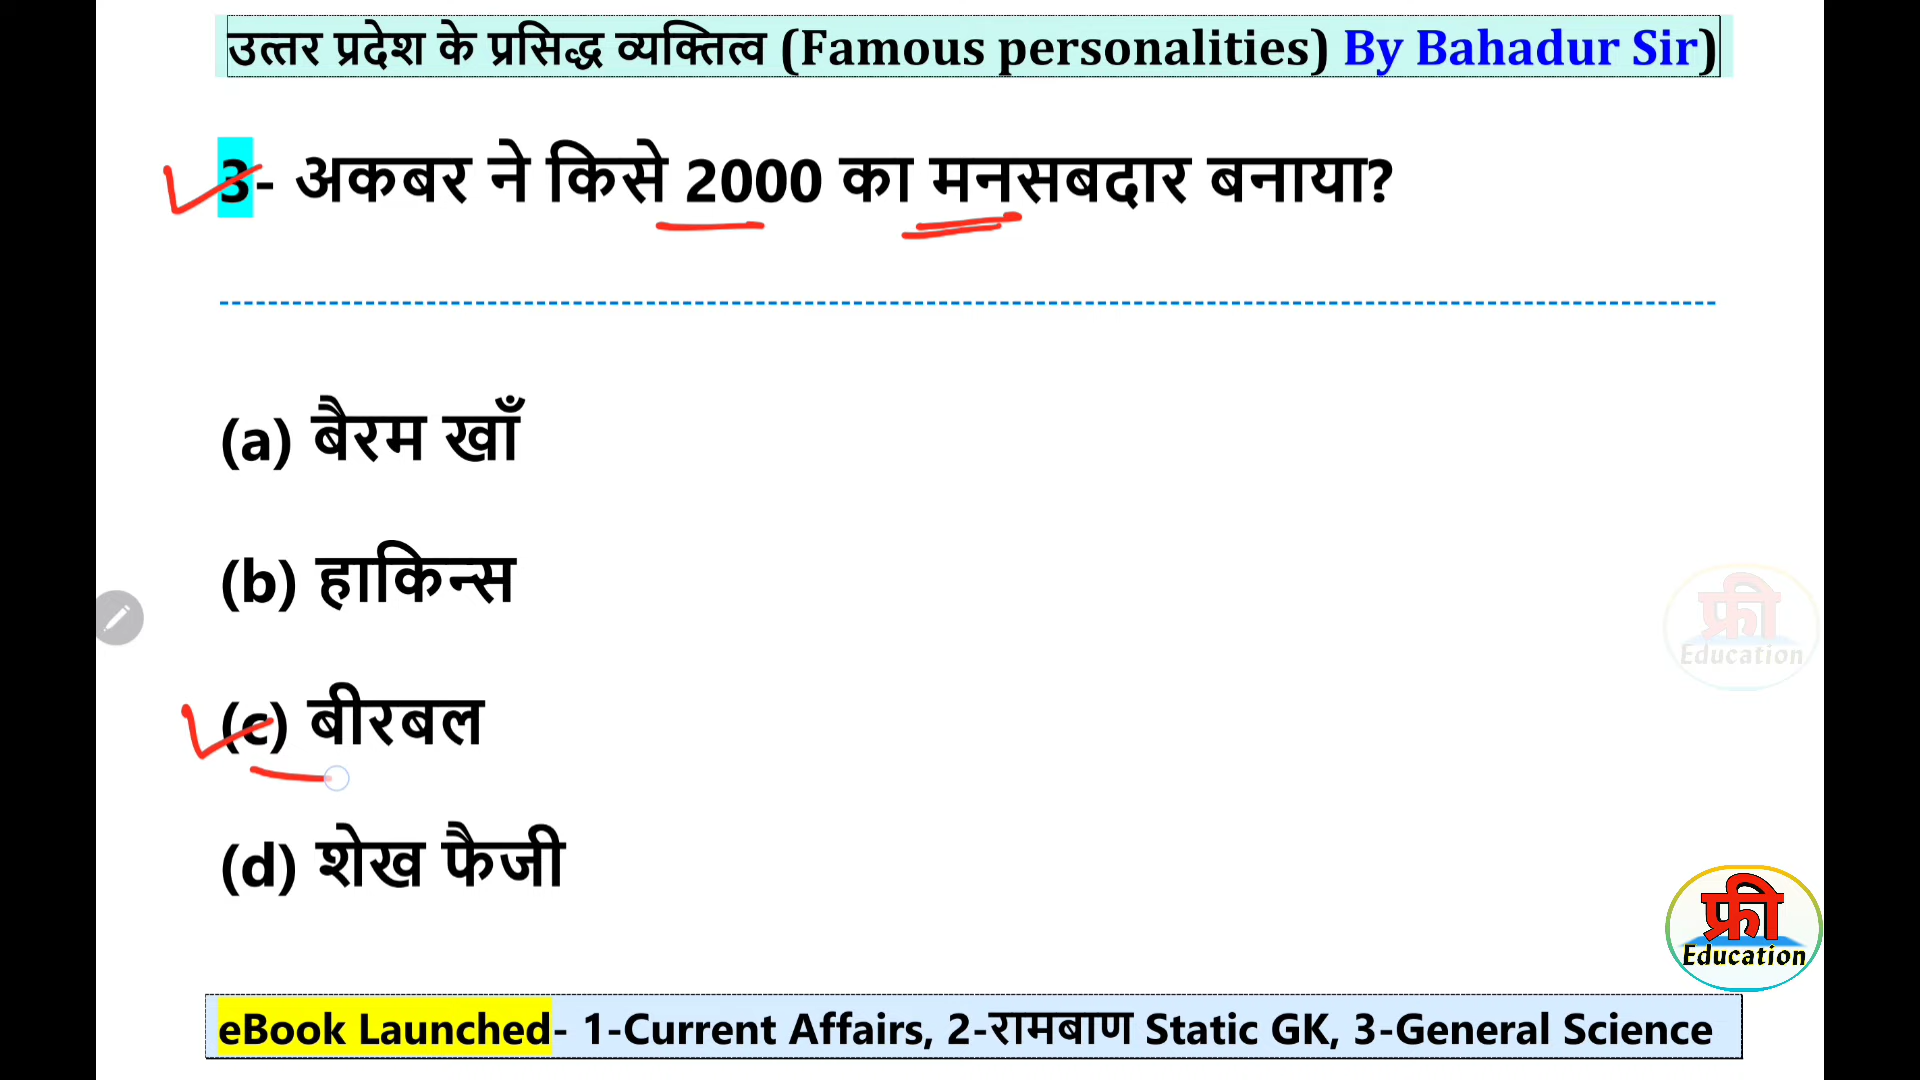 उत्तर प्रदेश के प्रसिद्ध व्यक्तित्व (Famous personalities) By Bahadur Sir)
3- अकबर ने किसे 2000 का मनसबदार बनाया?
(a) बैरम खाँ
(b) हाकिन्स
(c) बीरबल
(d) शेख फैजी
फ्री
Education
फ्री
Education
eBook Launched- 1-Current Affairs, 2-रामबाण Static GK, 3-General Science